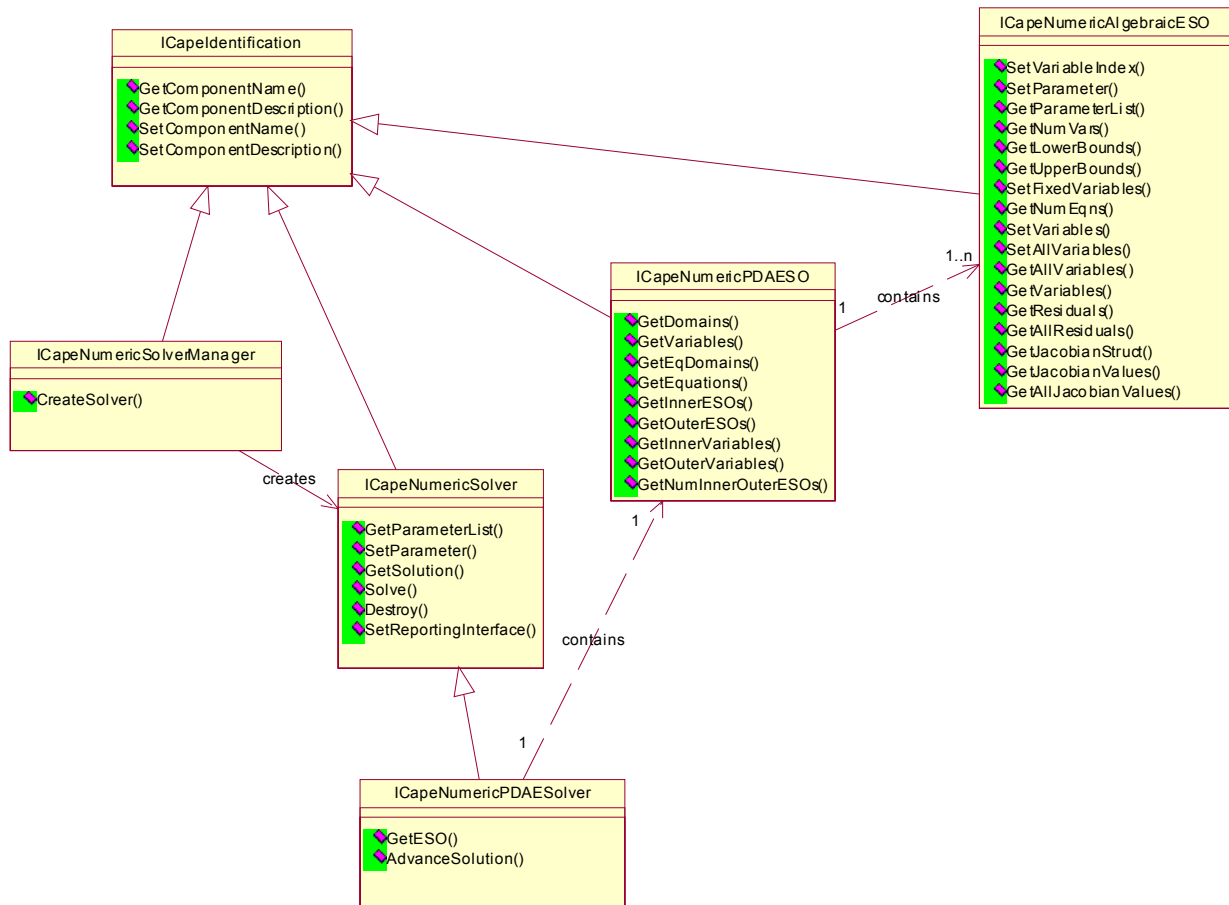 ICapeIdentification
GetComponentName()
GetComponentDescription()
SetComponentName()
SetComponentDescription()
ICapeNumericAlgebraicESO
SetVariableIndex()
SetParameter()
GetParameterList()
GetNumVars()
GetLowerBounds()
GetUpperBounds()
SetFixedVariables()
GetNumEqns()
SetVariables()
SetAllVariables()
GetAllVariables()
GetVariables()
GetResiduals()
GetAllResiduals()
GetJacobianStruct()
GetJacobianValues()
GetAllJacobianValues()
1..n
contains
1
ICapeNumericPDAESO
GetDomains()
GetVariables()
GetEqDomains()
GetEquations()
GetInnerESOs()
GetOuterESOs()
GetInnerVariables()
GetOuterVariables()
GetNumInnerOuterESOs()
ICapeNumericSolverManager
CreateSolver()
creates
ICapeNumericSolver
GetParameterList()
SetParameter()
GetSolution()
Solve()
Destroy()
SetReportingInterface()
1
contains
1
ICapeNumericPDAESolver
GetESO()
AdvanceSolution()